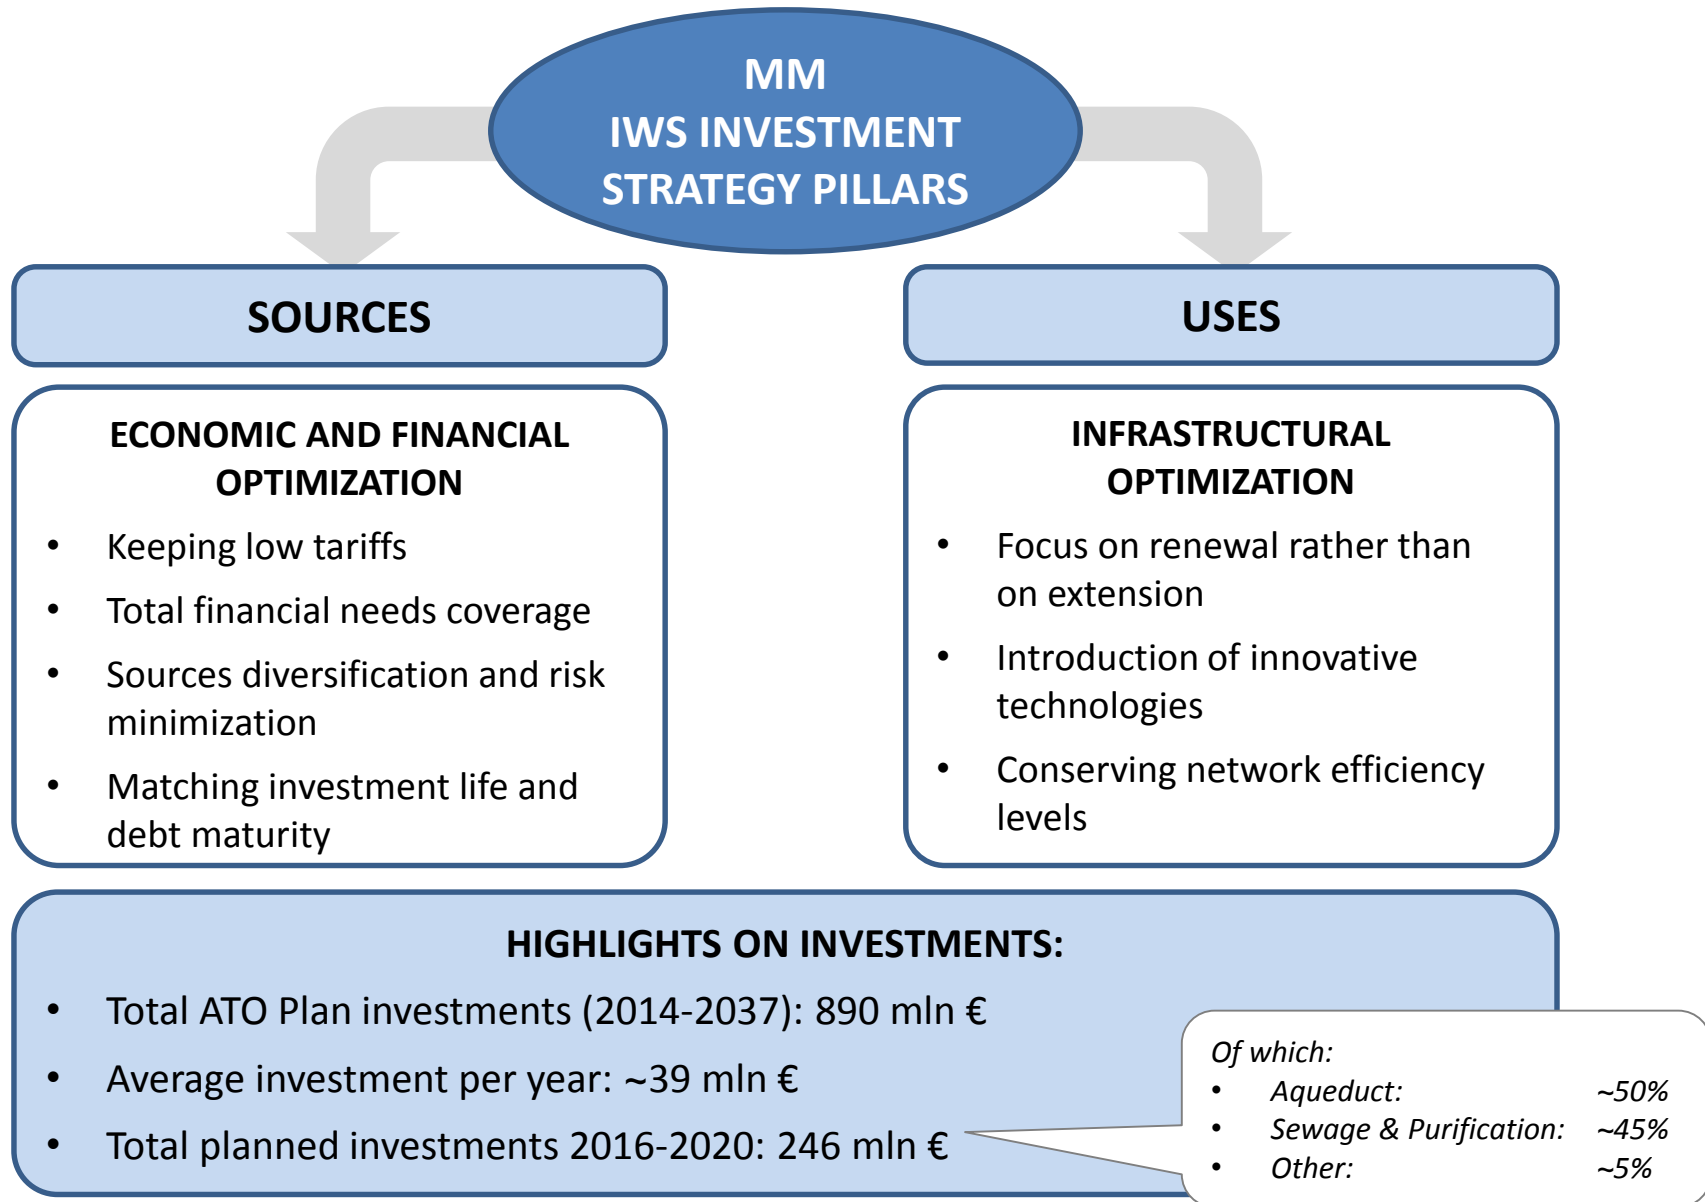 MM
IWS INVESTMENT
STRATEGY PILLARS
SOURCES
USES
ECONOMIC AND FINANCIAL
OPTIMIZATION
• Keeping low tariffs
• Total financial needs coverage
• Sources diversification and risk
minimization
• Matching investment life and
debt maturity
INFRASTRUCTURAL
OPTIMIZATION
• Focus on renewal rather than
on extension
• Introduction of innovative
technologies
• Conserving network efficiency
levels
HIGHLIGHTS ON INVESTMENTS:
• Total ATO Plan investments (2014-2037): 890 mln €
• Average investment per year: ~39 mln €
• Total planned investments 2016-2020: 246 mln €
Of which:
• Aqueduct: ~50%
• Sewage & Purification: ~45%
• Other: ~5%